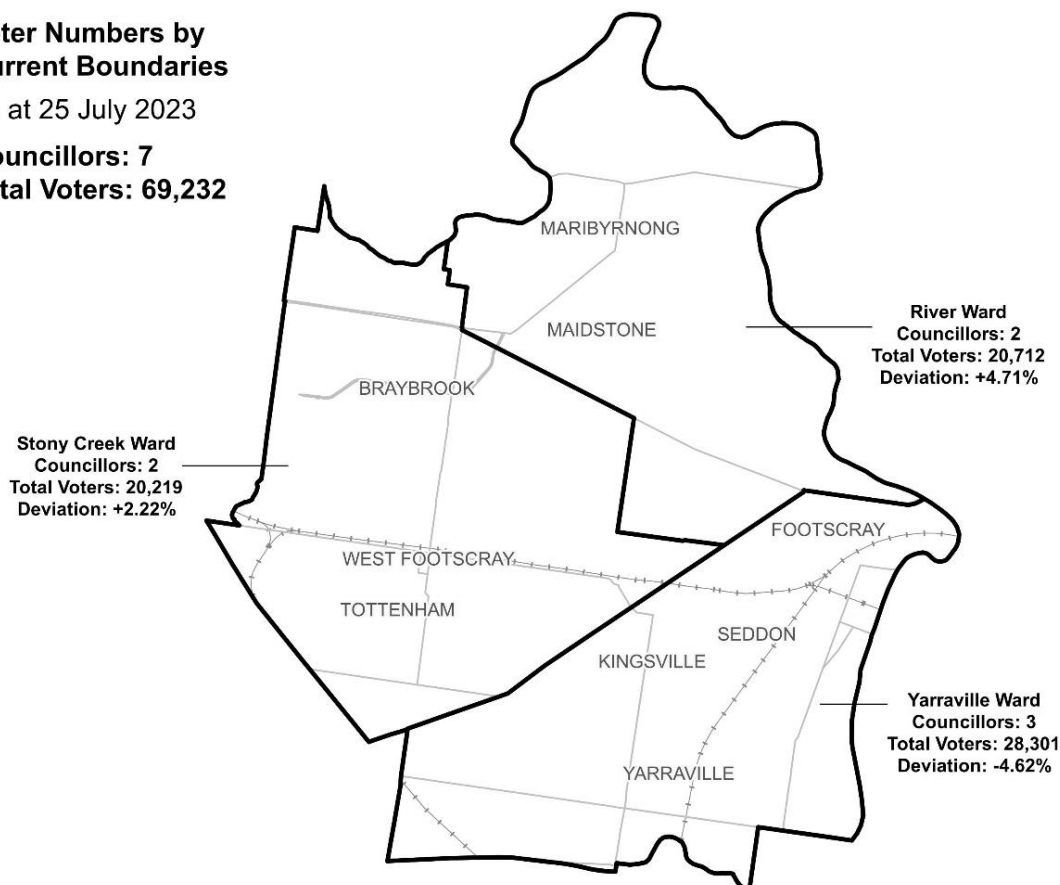 ter Numbers by
urrent Boundaries
at 25 July 2023
ouncillors: 7
tal Voters: 69,232
MARIBYRNONG
MAIDSTONE
River Ward
Councillors: 2
Total Voters: 20,712
Deviation: +4.71%
BRAYBROOK
Stony Creek Ward
Councillors: 2
Total Voters: 20,219
Deviation: +2.22%
FOOTSCRAY
WEST FOOTSCRAY
TOTTENHAM
SEDDON
KINGSVILLE
Yarraville Ward
Councillors: 3
Total Voters: 28,301
Deviation: -4.62%
YARRAVILLE